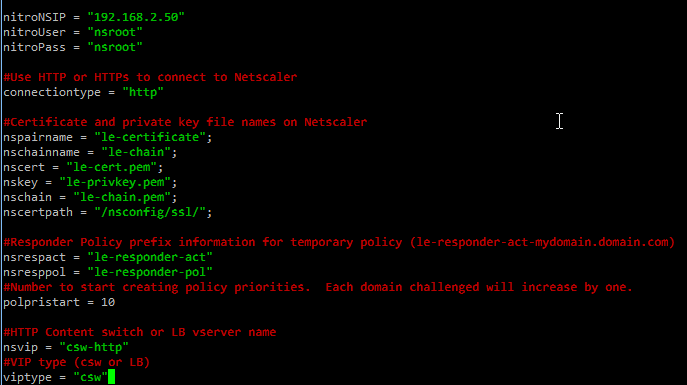 nitroNSIP = "192.168.2.50"
nitroUser = "nsroot"
nitroPass = "nsroot"
#Use HTTP or HTTPs to connect to Netscaler
connectiontype = "http"
#Certificate and private key file names on Netscaler
nspairname = "le-certificate";
nschainname = "le-chain";
nscert = "le-cert.pem";
nskey = "le-privkey.pem";
nschain = "le-chain.pem";
nscertpath = "/nsconfig/ssl/";
#Responder Policy prefix information for temporary policy (le-responder-act-mydomain.domain.com)
nsrespact = "le-responder-act"
nsresppol = "le-responder-pol"
#Number to start creating policy priorities.  Each domain challenged will increase by one.
polpristart = 10
#HTTP Content switch or LB vserver name
nsvip = "csw-http"
#VIP type (csw or LB)
viptype = "csw"